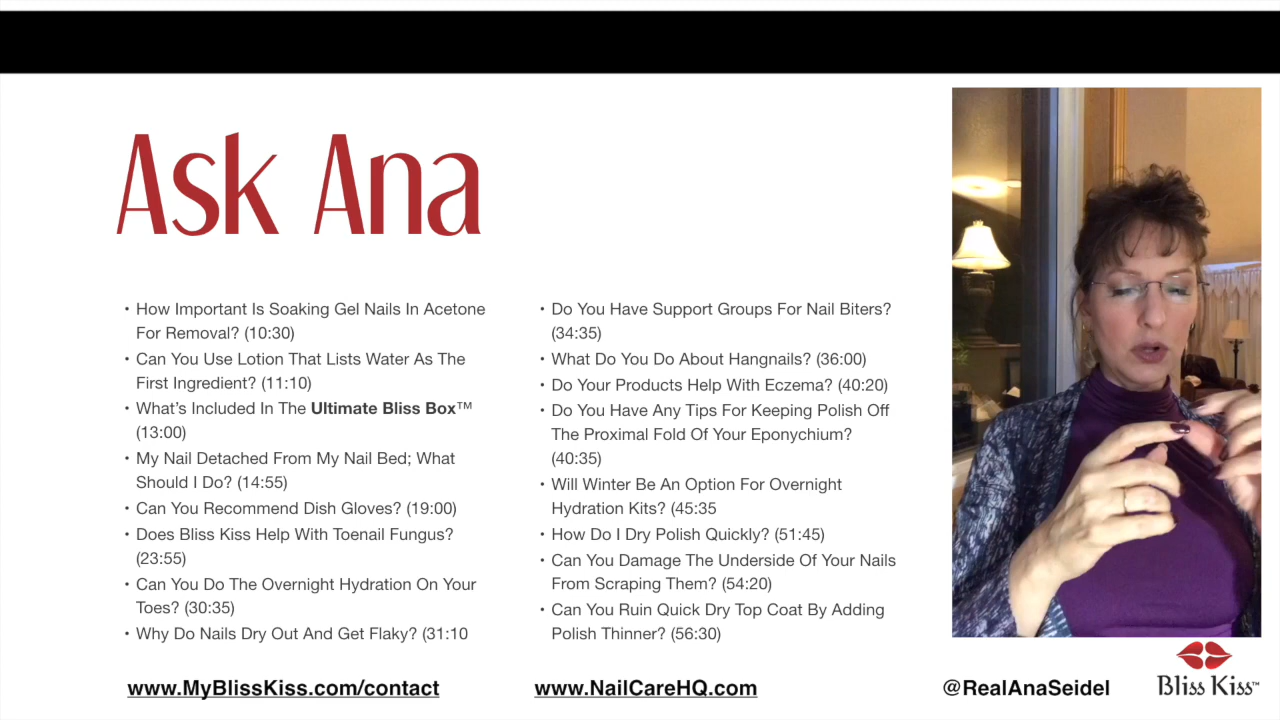 Ask Ana
• How Important Is Soaking Gel Nails In Acetone
For Removal? (10:30)
• Can You Use Lotion That Lists Water As The
First Ingredient? (11:10)
• What's Included In The Ultimate Bliss Box™
(13:00)
• My Nail Detached From My Nail Bed; What
Should I Do? (14:55)
• Can You Recommend Dish Gloves? (19:00)
• Does Bliss Kiss Help With Toenail Fungus?
(23:55)
• Can You Do The Overnight Hydration On Your
Toes? (30:35)
• Why Do Nails Dry Out And Get Flaky? (31:10
• Do You Have Support Groups For Nail Biters?
(34:35)
• What Do You Do About Hangnails? (36:00)
• Do Your Products Help With Eczema? (40:20)
• Do You Have Any Tips For Keeping Polish Off
The Proximal Fold Of Your Eponychium?
(40:35)
• Will Winter Be An Option For Overnight
Hydration Kits? (45:35
• How Do I Dry Polish Quickly? (51:45)
• Can You Damage The Underside Of Your Nails
From Scraping Them? (54:20)
• Can You Ruin Quick Dry Top Coat By Adding
Polish Thinner? (56:30)
www.MyBlissKiss.com/contact
www.NailCareHQ.com
@RealAnaSeidel
Bliss Kiss™